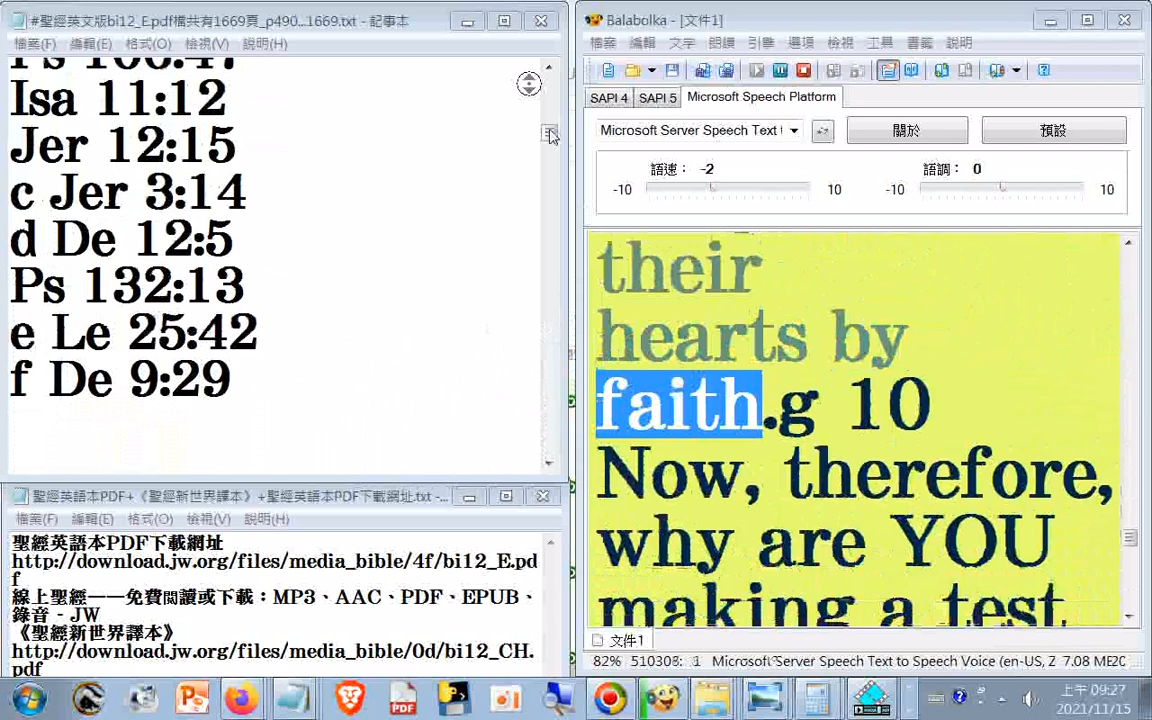 #聖經英文版bi12_E.pdf檔共有1669頁_p490...1669.txt - 記事本
檔案(F) 編輯(E) 格式(O) 檢視(V) 說明(H)
Ps 106:47
Isa 11:12
Jer 12:15
c Jer 3:14
d De 12:5
Ps 132:13
e Le 25:42
f De 9:29
聖經英語本PDF+《聖經新世界譯本》+聖經英語本PDF下載網址.txt -...
檔案(F) 編輯(E) 格式(O) 檢視(V) 說明(H)
聖經英語本PDF下載網址
http://download.jw.org/files/media_bible/4f/bi12_E.pd
f
線上聖經——免費閱讀或下載：MP3、AAC、PDF、EPUB、
錄音 - JW
《聖經新世界譯本》
http://download.jw.org/files/media_bible/0d/bi12_CH.
pdf
Balabolka - [文件1]
檔案 編輯 文字 朗讀 引擎 選項 檢視 工具 書籤 說明
SAPI 4 SAPI 5 Microsoft Speech Platform
Microsoft Server Speech Text 關於 預設
語速： -2 語調： 0
-10 10 -10 10
their
hearts by
faith.g 10
Now, therefore,
why are YOU
making a test
文件1
82% 510308: 1 Microsoft Server Speech Text to Speech Voice (en-US, Z
上午 09:27
2021/11/15